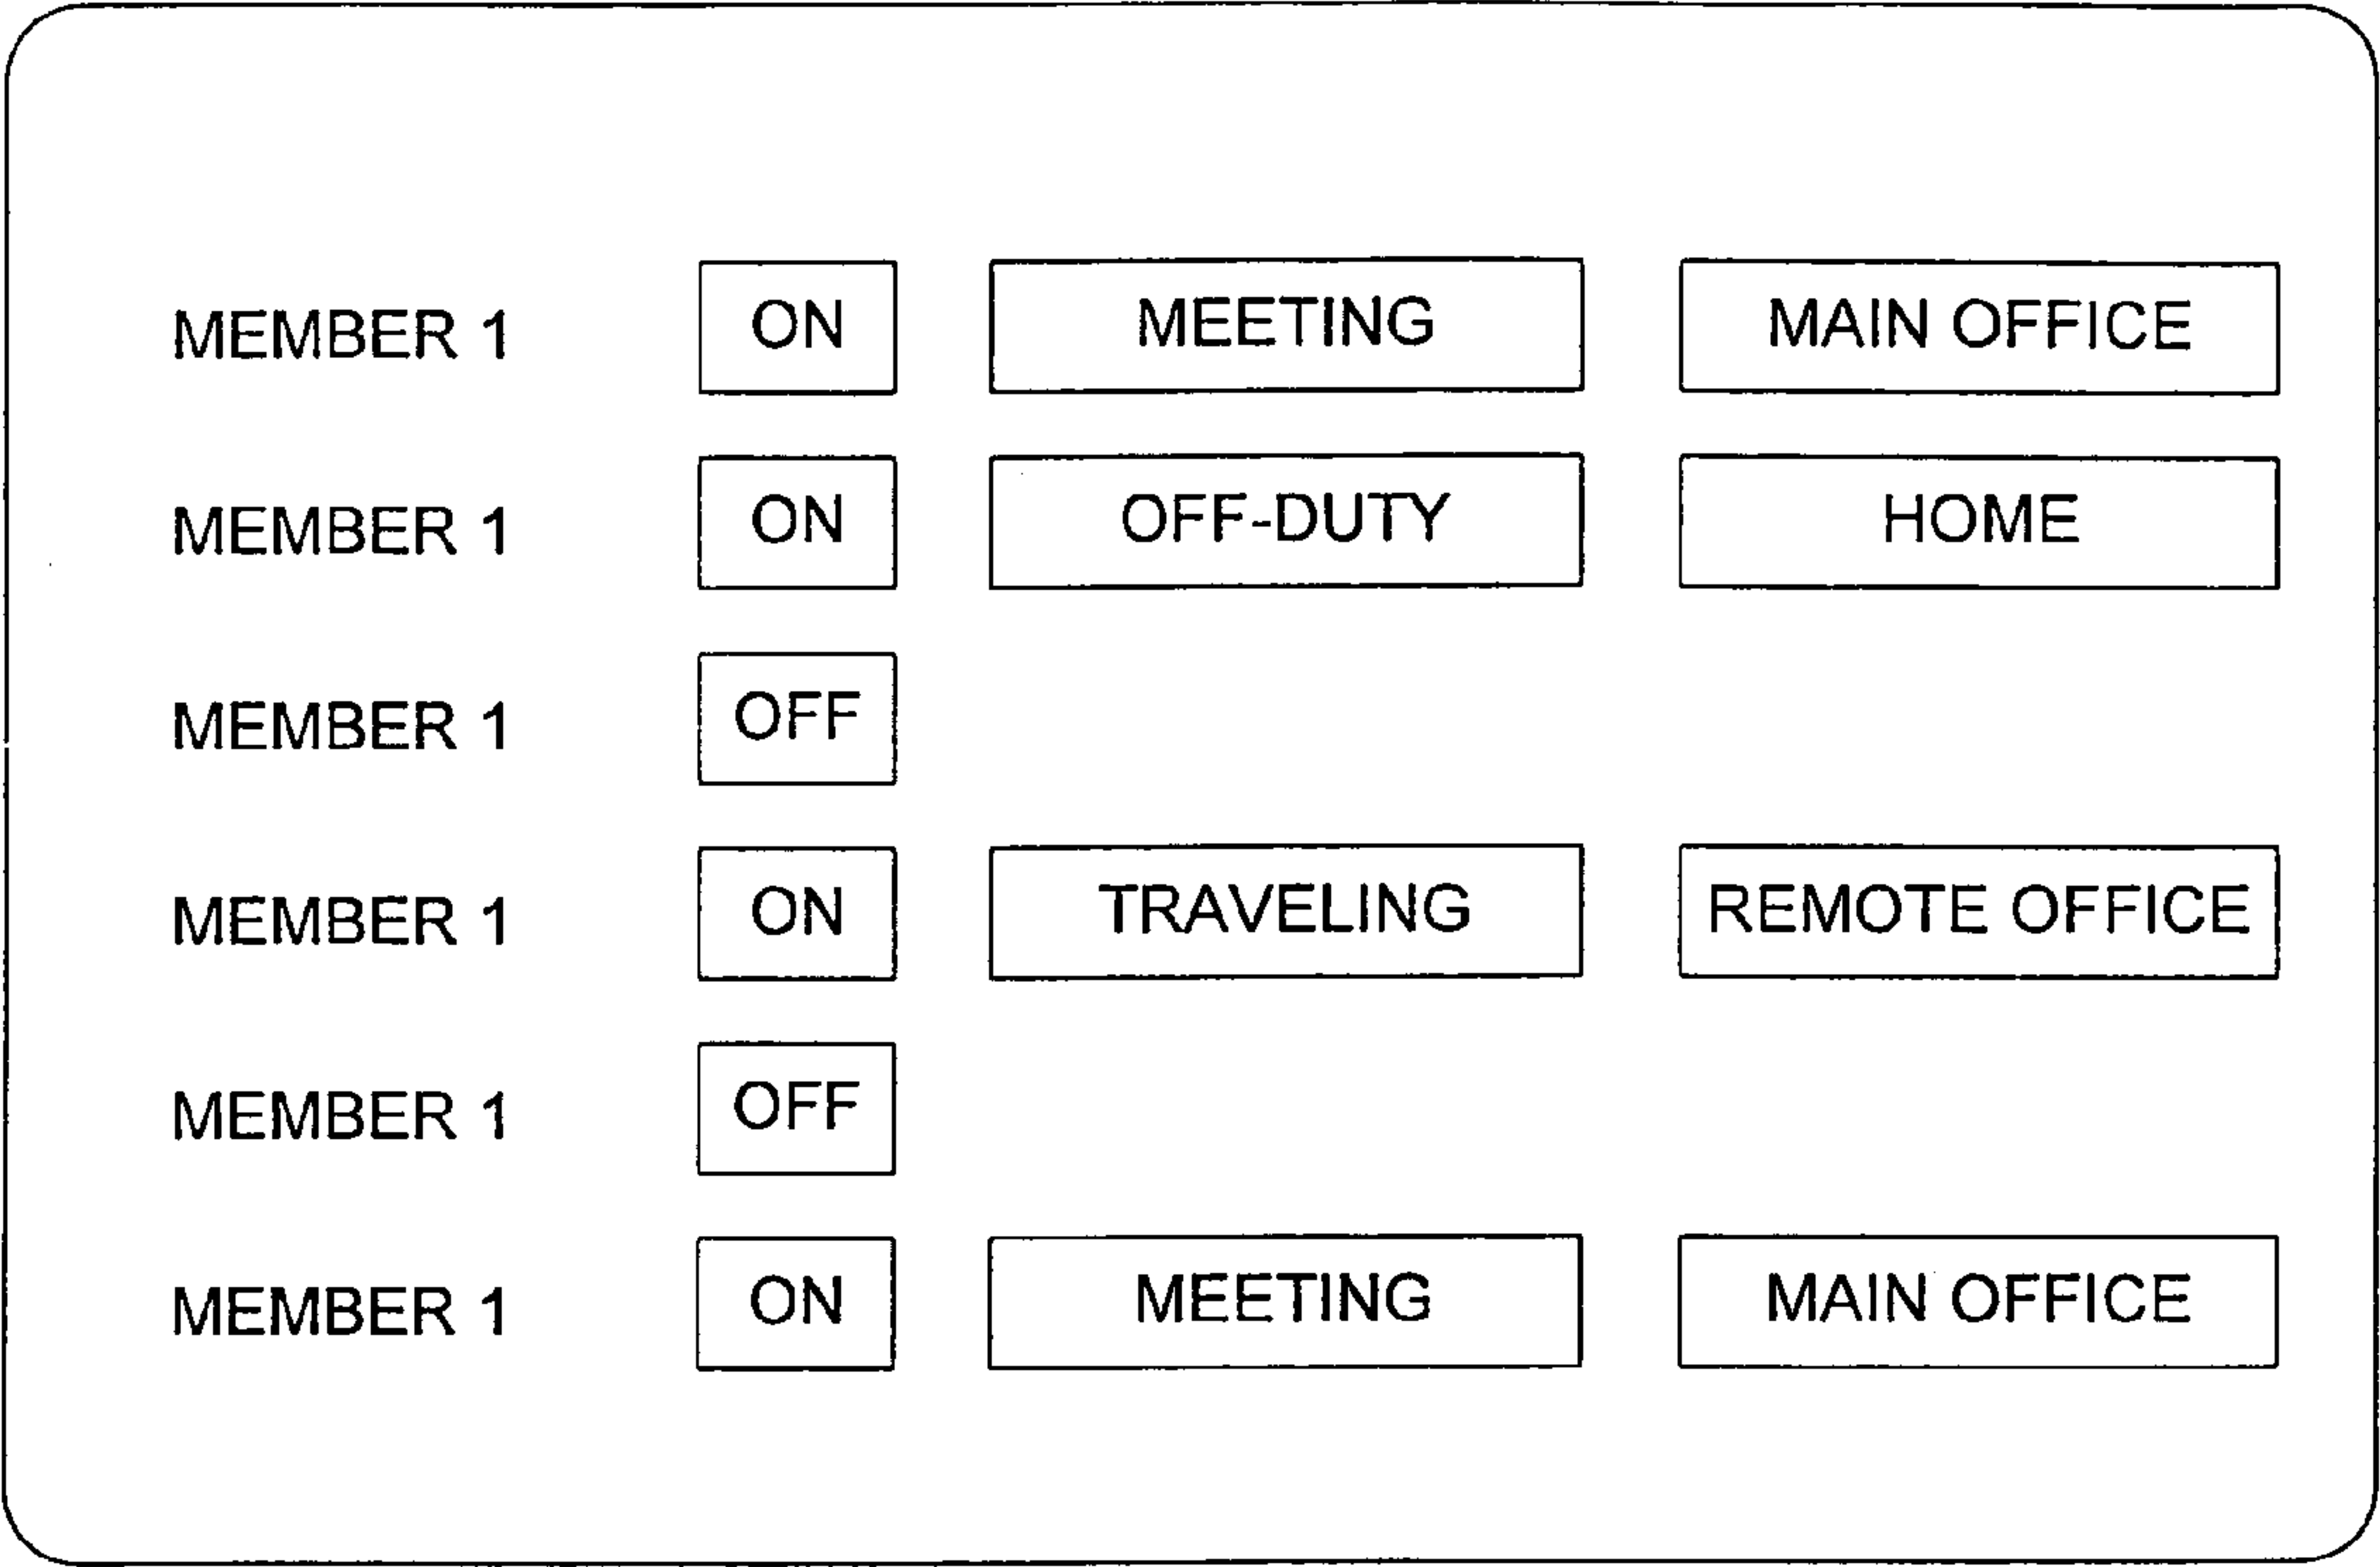 MEMBER 1 ON MEETING MAIN OFFICE
MEMBER 1 ON OFF-DUTY HOME
MEMBER 1 OFF
MEMBER 1 ON TRAVELING REMOTE OFFICE
MEMBER 1 OFF
MEMBER 1 ON MEETING MAIN OFFICE